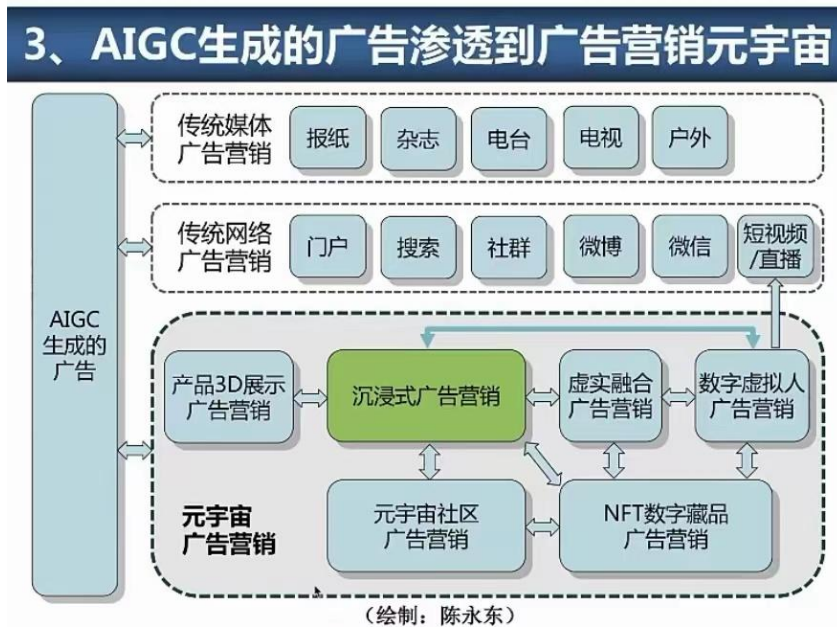 3、AIGC生成的广告渗透到广告营销元宇宙
AIGC
生成的
广告
传统媒体
广告营销
报纸
杂志
电台
电视
户外
传统网络
广告营销
门户
搜索
社群
微博
微信
短视频
/直播
产品3D展示
广告营销
沉浸式广告营销
虚实融合
广告营销
数字虚拟人
广告营销
元宇宙
广告营销
元宇宙社区
广告营销
NFT数字藏品
广告营销
（绘制：陈永东）